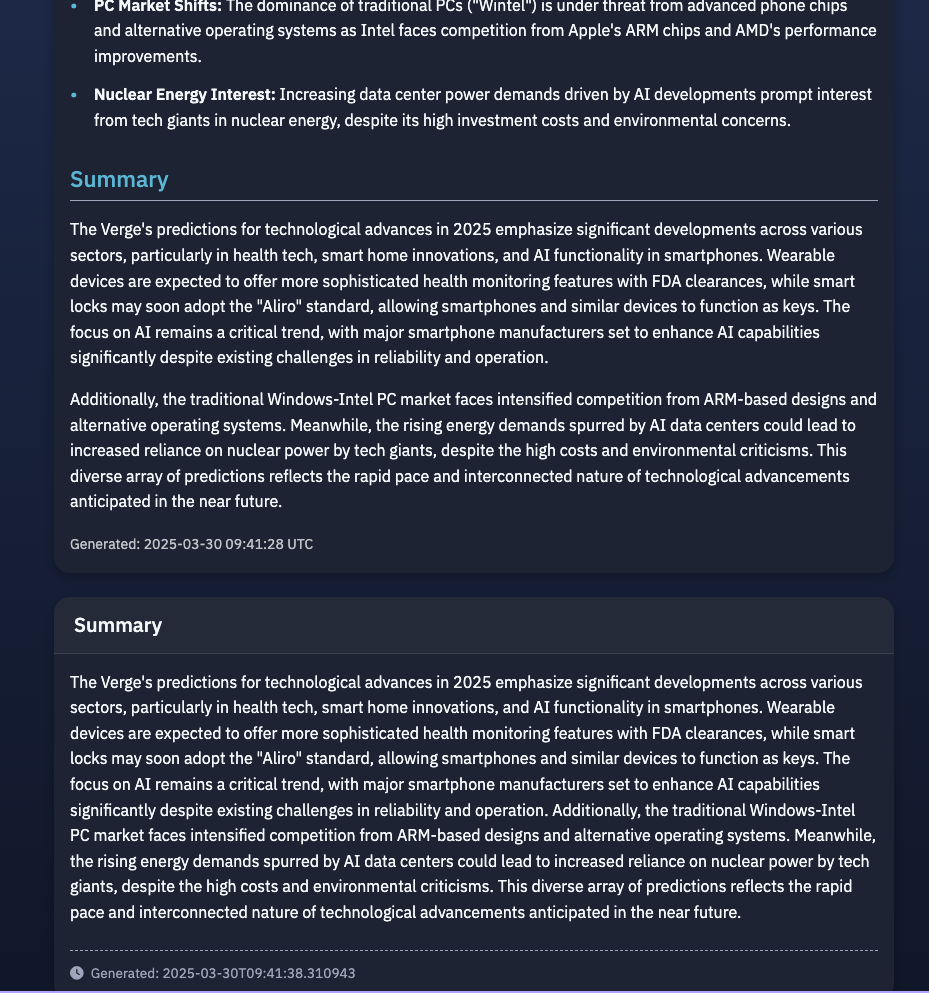 PC Market Shifts: The dominance of traditional PCs ("Wintel") is under threat from advanced phone chips
and alternative operating systems as Intel faces competition from Apple's ARM chips and AMD's performance
improvements.
Nuclear Energy Interest: Increasing data center power demands driven by AI developments prompt interest
from tech giants in nuclear energy, despite its high investment costs and environmental concerns.
Summary
The Verge's predictions for technological advances in 2025 emphasize significant developments across various
sectors, particularly in health tech, smart home innovations, and AI functionality in smartphones. Wearable
devices are expected to offer more sophisticated health monitoring features with FDA clearances, while smart
locks may soon adopt the "Aliro" standard, allowing smartphones and similar devices to function as keys. The
focus on AI remains a critical trend, with major smartphone manufacturers set to enhance AI capabilities
significantly despite existing challenges in reliability and operation.
Additionally, the traditional Windows-Intel PC market faces intensified competition from ARM-based designs and
alternative operating systems. Meanwhile, the rising energy demands spurred by AI data centers could lead to
increased reliance on nuclear power by tech giants, despite the high costs and environmental criticisms. This
diverse array of predictions reflects the rapid pace and interconnected nature of technological advancements
anticipated in the near future.
Generated: 2025-03-30 09:41:28 UTC
Summary
The Verge's predictions for technological advances in 2025 emphasize significant developments across various
sectors, particularly in health tech, smart home innovations, and AI functionality in smartphones. Wearable
devices are expected to offer more sophisticated health monitoring features with FDA clearances, while smart
locks may soon adopt the "Aliro" standard, allowing smartphones and similar devices to function as keys. The
focus on AI remains a critical trend, with major smartphone manufacturers set to enhance AI capabilities
significantly despite existing challenges in reliability and operation. Additionally, the traditional Windows-Intel
PC market faces intensified competition from ARM-based designs and alternative operating systems. Meanwhile,
the rising energy demands spurred by AI data centers could lead to increased reliance on nuclear power by tech
giants, despite the high costs and environmental criticisms. This diverse array of predictions reflects the rapid
pace and interconnected nature of technological advancements anticipated in the near future.
Generated: 2025-03-30T09:41:38.310943